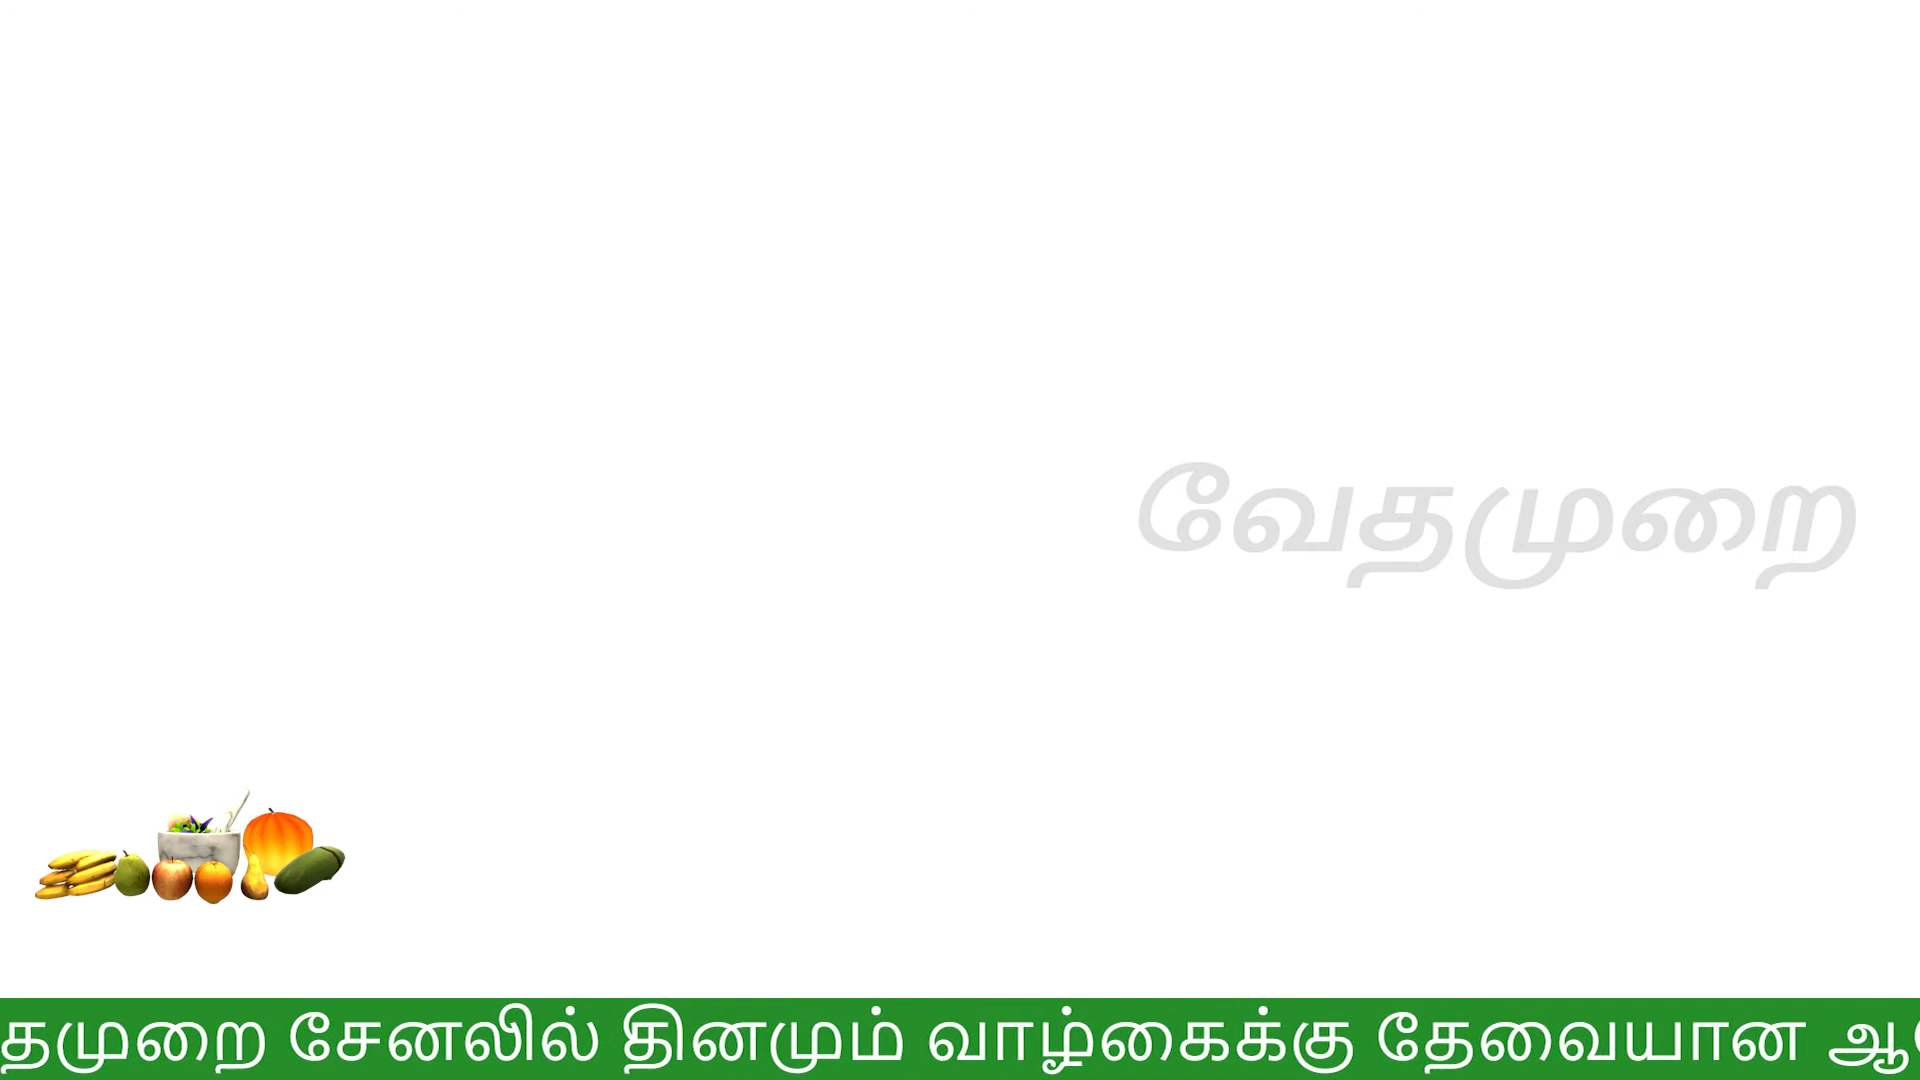 வேதமுறை
தமுறை சேனலில் தினமும் வாழ்கைக்கு தேவையான